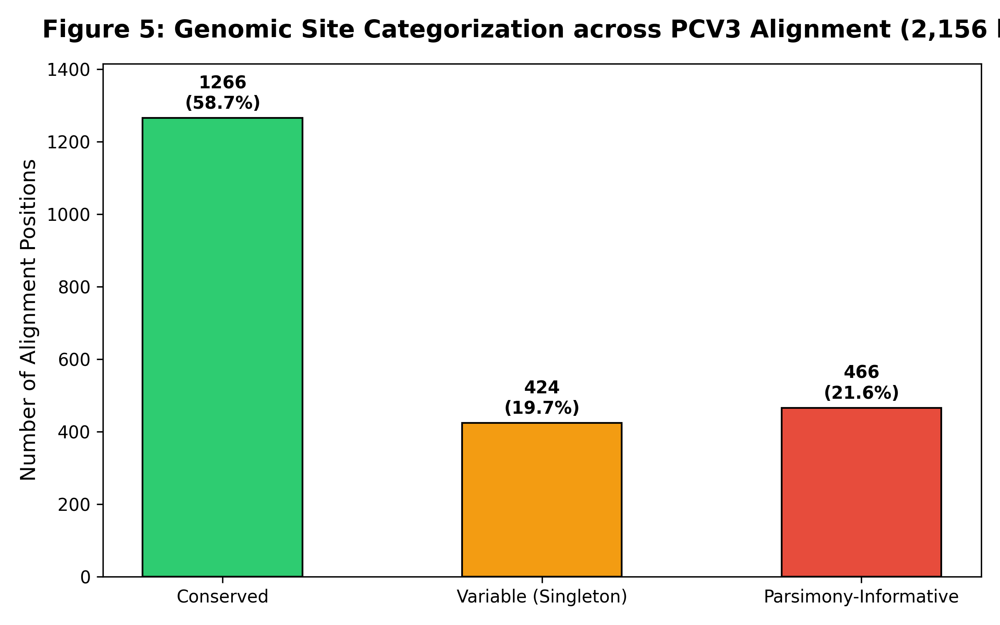 Figure 5: Genomic Site Categorization across PCV3 Alignment (2,156
1400
1200
1000
800
600
400
200
0
Number of Alignment Positions
1266
(58.7%)
424
(19.7%)
466
(21.6%)
Conserved
Variable (Singleton)
Parsimony-Informative